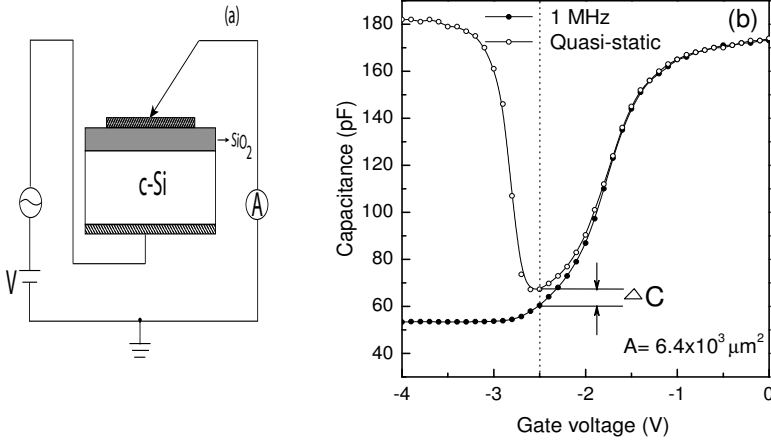 (a)
SiO2
c-Si
A
V
(b)
1 MHz
Quasi-static
Capacitance (pF)
180
160
140
120
100
80
60
40
△C
A= 6.4x10³ μm²
-4 -3 -2 -1 0
Gate voltage (V)